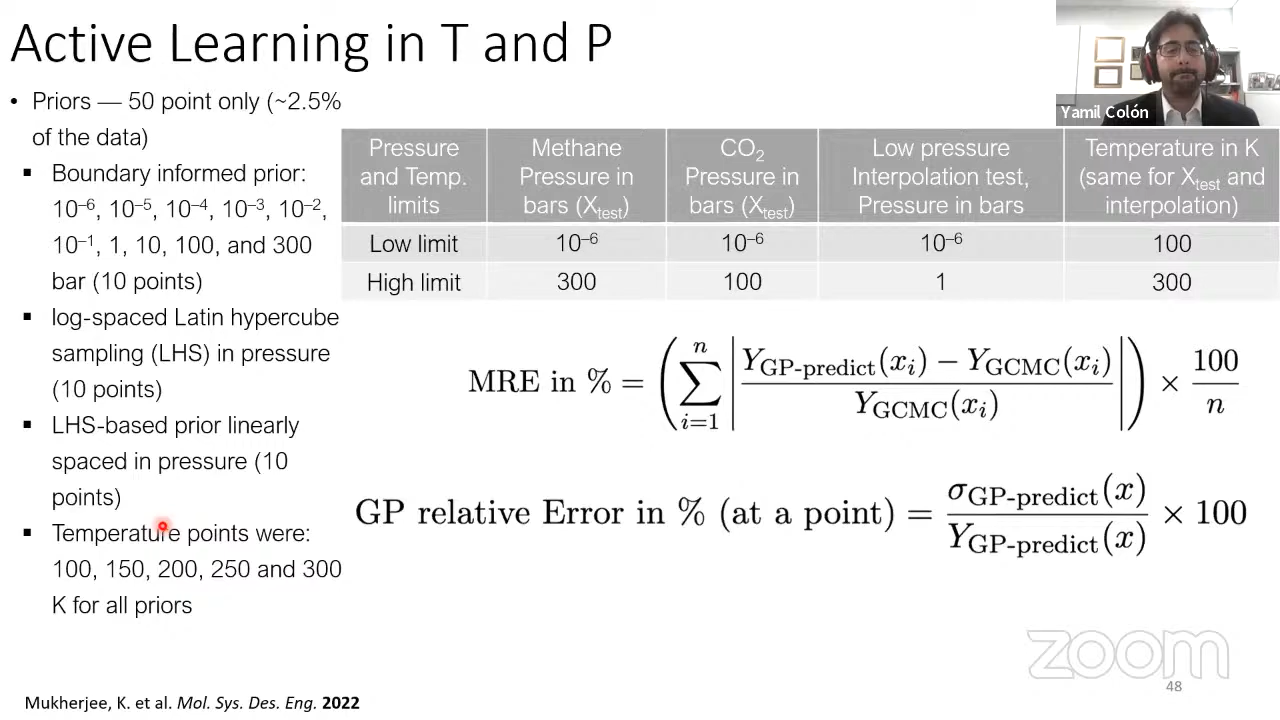 Active Learning in T and P
Yamil Colón
• Priors — 50 point only (~2.5%
of the data)
▪ Boundary informed prior:
10⁻⁶, 10⁻⁵, 10⁻⁴, 10⁻³, 10⁻²,
10⁻¹, 1, 10, 100, and 300
bar (10 points)
▪ log-spaced Latin hypercube
sampling (LHS) in pressure
(10 points)
▪ LHS-based prior linearly
spaced in pressure (10
points)
▪ Temperature points were:
100, 150, 200, 250 and 300
K for all priors
Pressure and Temp. limits | Methane Pressure in bars (X_test) | CO₂ Pressure in bars (X_test) | Low pressure Interpolation test, Pressure in bars | Temperature in K (same for X_test and interpolation)
Low limit | 10⁻⁶ | 10⁻⁶ | 10⁻⁶ | 100
High limit | 300 | 100 | 1 | 300
MRE in % = (∑_{i=1}^{n} |(Y_GP-predict(x_i) − Y_GCMC(x_i)) / Y_GCMC(x_i)|) × 100/n
GP relative Error in % (at a point) = σ_GP-predict(x) / Y_GP-predict(x) × 100
zoom
48
Mukherjee, K. et al. Mol. Sys. Des. Eng. 2022